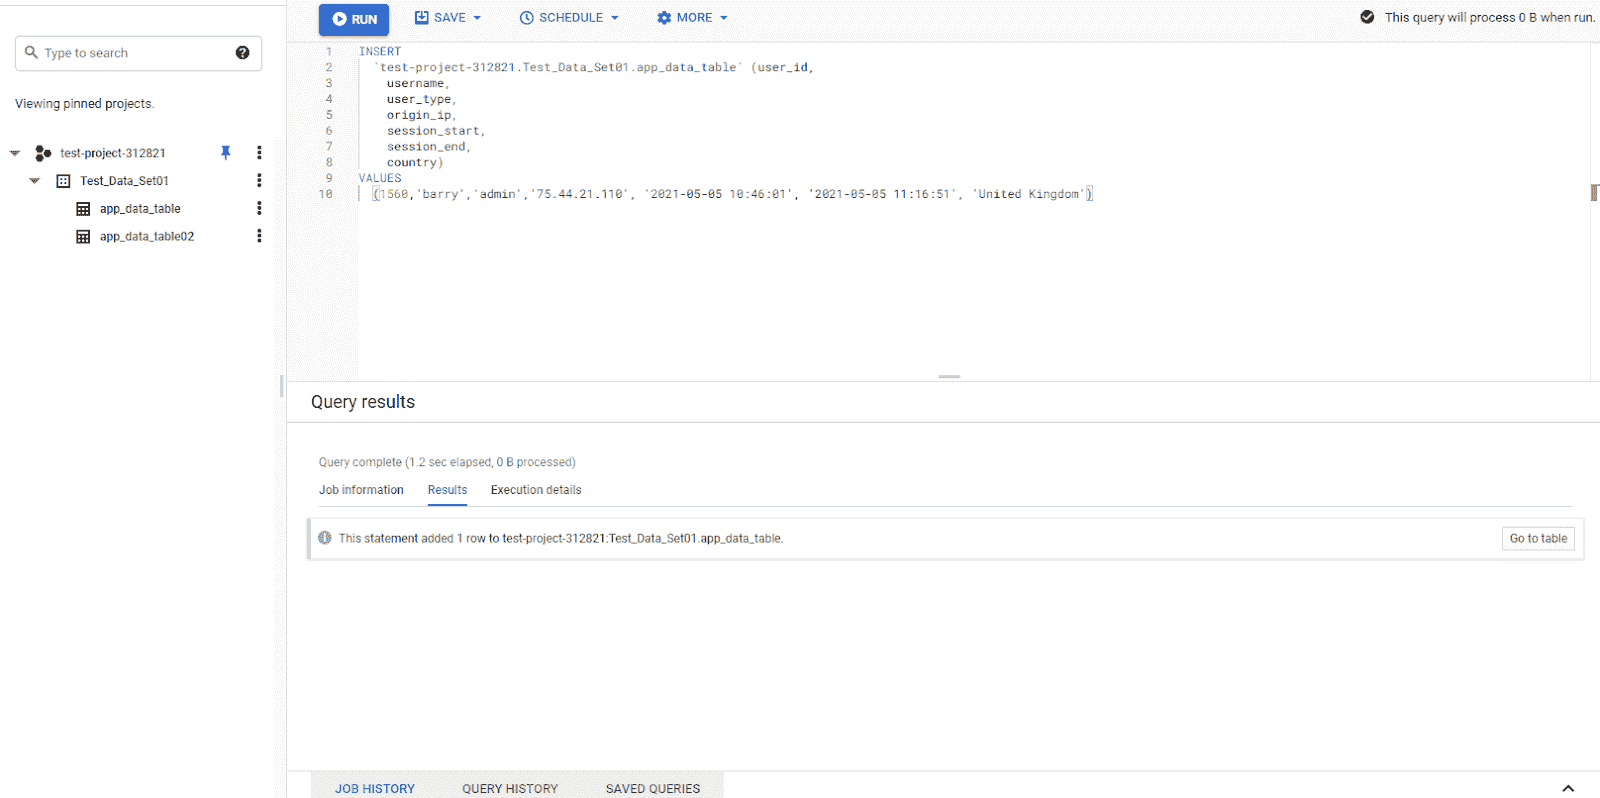 RUN SAVE SCHEDULE MORE This query will process 0 B when run.
Type to search
Viewing pinned projects.
test-project-312821
Test_Data_Set01
app_data_table
app_data_table02
1 INSERT
2 `test-project-312821.Test_Data_Set01.app_data_table` (user_id,
3 username,
4 user_type,
5 origin_ip,
6 session_start,
7 session_end,
8 country)
9 VALUES
10 (1560,'barry','admin','75.44.21.110', '2021-05-05 10:46:01', '2021-05-05 11:16:51', 'United Kingdom')
Query results
Query complete (1.2 sec elapsed, 0 B processed)
Job information Results Execution details
This statement added 1 row to test-project-312821:Test_Data_Set01.app_data_table. Go to table
JOB HISTORY QUERY HISTORY SAVED QUERIES